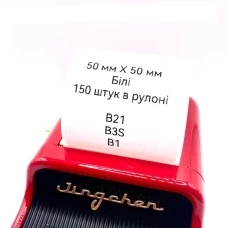 50 мм X 50 мм
Білі
150 штук в рулоні
B21
B3S
B1
Jingchen